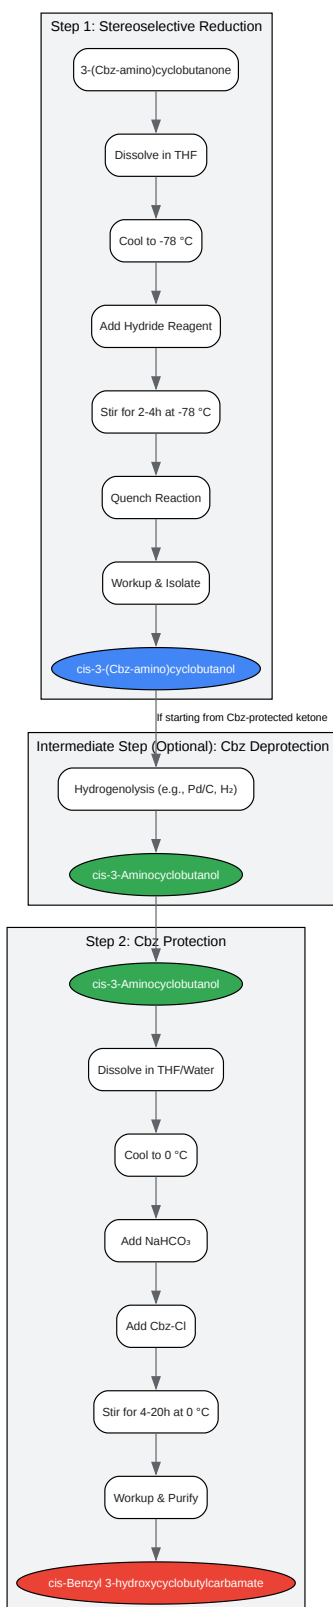 Step 1: Stereoselective Reduction
3-(Cbz-amino)cyclobutanone
Dissolve in THF
Cool to -78 °C
Add Hydride Reagent
Stir for 2-4h at -78 °C
Quench Reaction
Workup & Isolate
cis-3-(Cbz-amino)cyclobutanol
If starting from Cbz-protected ketone
Intermediate Step (Optional): Cbz Deprotection
Hydrogenolysis (e.g., Pd/C, H₂)
cis-3-Aminocyclobutanol
Step 2: Cbz Protection
cis-3-Aminocyclobutanol
Dissolve in THF/Water
Cool to 0 °C
Add NaHCO₃
Add Cbz-Cl
Stir for 4-20h at 0 °C
Workup & Purify
cis-Benzyl 3-hydroxycyclobutylcarbamate